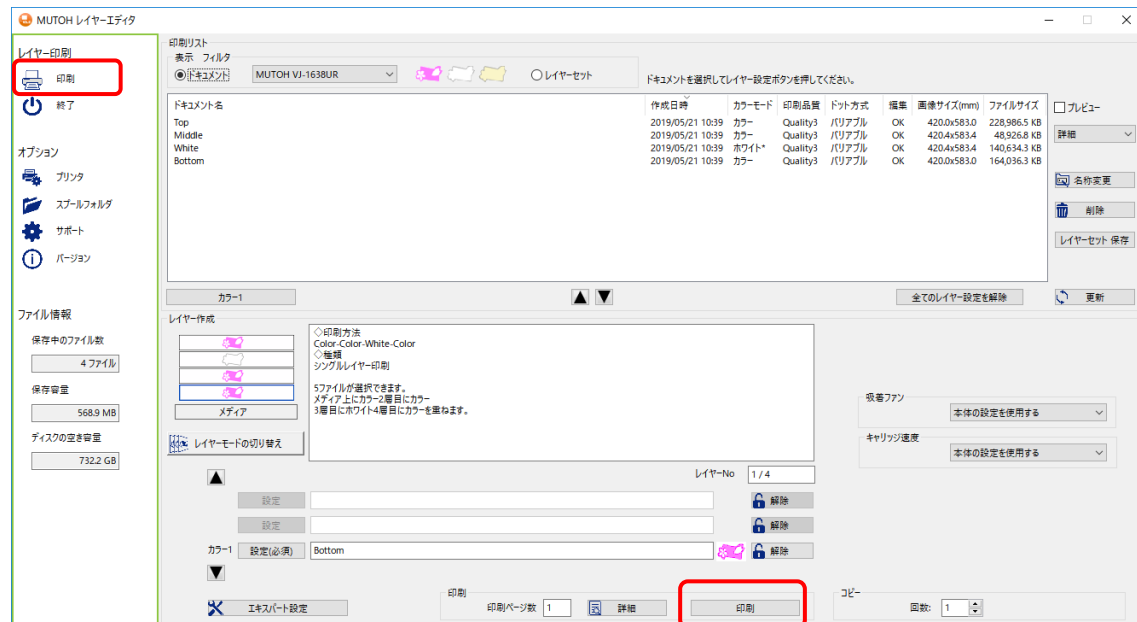 MUTOH レイヤーエディタ
レイヤー印刷
印刷
終了
オプション
プリンタ
スプールフォルダ
サポート
バージョン
ファイル情報
保存中のファイル数
4 ファイル
保存容量
568.9 MB
ディスクの空き容量
732.2 GB
印刷リスト
表示 フィルタ
ドキュメント MUTOH VJ-1638UR レイヤーセット
ドキュメントを選択してレイヤー設定ボタンを押してください。
ドキュメント名 作成日時 カラーモード 印刷品質 ドット方式 編集 画像サイズ(mm) ファイルサイズ
Top 2019/05/21 10:39 カラー Quality3 バリアブル OK 420.0x583.0 228,986.5 KB
Middle 2019/05/21 10:39 カラー Quality3 バリアブル OK 420.4x583.4 48,926.8 KB
White 2019/05/21 10:39 ホワイト* Quality3 バリアブル OK 420.4x583.4 140,634.3 KB
Bottom 2019/05/21 10:39 カラー Quality3 バリアブル OK 420.0x583.0 164,036.3 KB
プレビュー
詳細
名称変更
削除
レイヤーセット 保存
カラー1 ▲ ▼ 全てのレイヤー設定を解除 更新
レイヤー作成
メディア
レイヤーモードの切り替え
◇印刷方法
Color-Color-White-Color
◇種類
シングルレイヤー印刷
5ファイルが選択できます。
メディア上にカラー2層目にカラー
3層目にホワイト4層目にカラーを重ねます。
吸着ファン
本体の設定を使用する
キャリッジ速度
本体の設定を使用する
▲ レイヤーNo 1 / 4
設定 解除
設定 解除
カラー1 設定(必須) Bottom 解除
▼
エキスパート設定
印刷
印刷ページ数 1 詳細 印刷
コピー
回数: 1